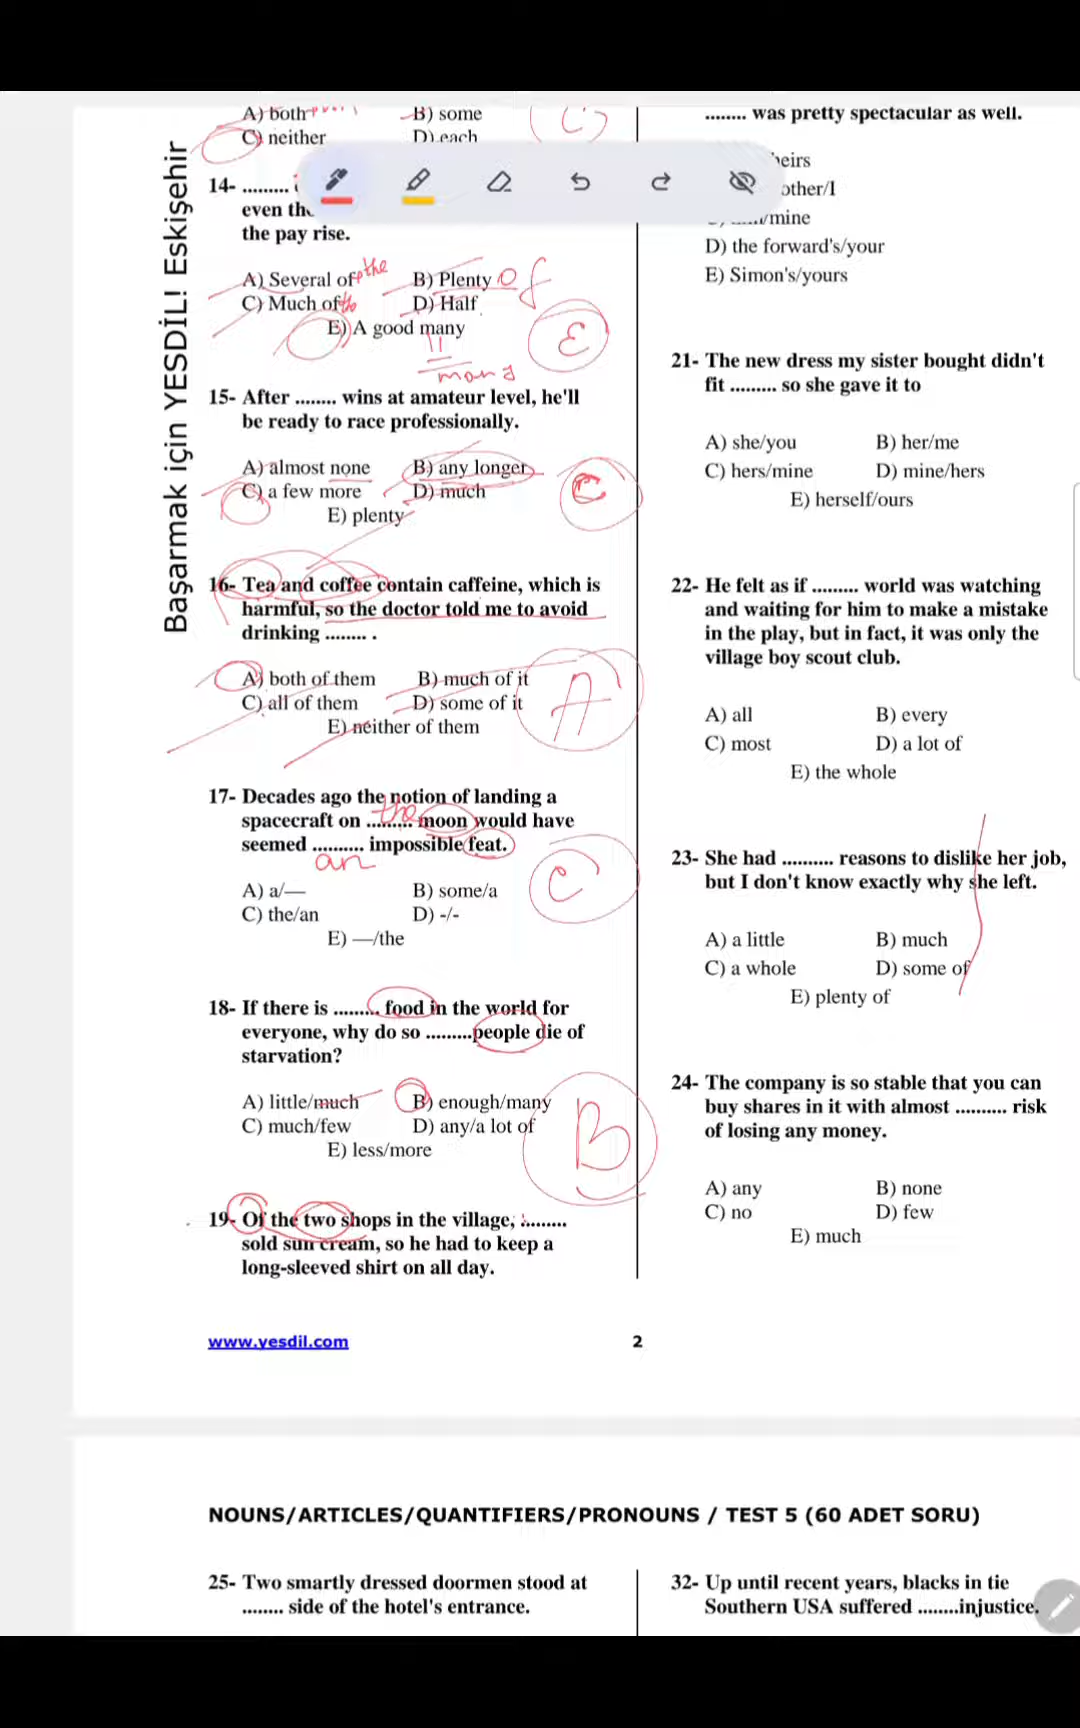 Başarmak için YESDİL! Eskişehir
A) both
B) some
C) neither
D) each
14- .........
even the
the pay rise.
A) Several of the
B) Plenty of
C) Much of the
D) Half
E) A good many
many
E
15- After ........ wins at amateur level, he'll
be ready to race professionally.
A) almost none
B) any longer
C) a few more
D) much
E) plenty
C
16- Tea and coffee contain caffeine, which is
harmful, so the doctor told me to avoid
drinking ........ .
A) both of them
B) much of it
C) all of them
D) some of it
E) neither of them
A
17- Decades ago the notion of landing a
the
spacecraft on ......... moon would have
seemed .......... impossible feat.
an
A) a/—
B) some/a
C) the/an
D) -/-
E) —/the
C
18- If there is ......... food in the world for
everyone, why do so .........people die of
starvation?
A) little/much
B) enough/many
C) much/few
D) any/a lot of
E) less/more
B
19- Of the two shops in the village, .........
sold sun cream, so he had to keep a
long-sleeved shirt on all day.
........ was pretty spectacular as well.
other/I
/mine
D) the forward's/your
E) Simon's/yours
21- The new dress my sister bought didn't
fit ......... so she gave it to
A) she/you
B) her/me
C) hers/mine
D) mine/hers
E) herself/ours
22- He felt as if ......... world was watching
and waiting for him to make a mistake
in the play, but in fact, it was only the
village boy scout club.
A) all
B) every
C) most
D) a lot of
E) the whole
23- She had .......... reasons to dislike her job,
but I don't know exactly why she left.
A) a little
B) much
C) a whole
D) some of
E) plenty of
24- The company is so stable that you can
buy shares in it with almost .......... risk
of losing any money.
A) any
B) none
C) no
D) few
E) much
www.yesdil.com
2
NOUNS/ARTICLES/QUANTIFIERS/PRONOUNS / TEST 5 (60 ADET SORU)
25- Two smartly dressed doormen stood at
........ side of the hotel's entrance.
32- Up until recent years, blacks in tie
Southern USA suffered ........injustice.